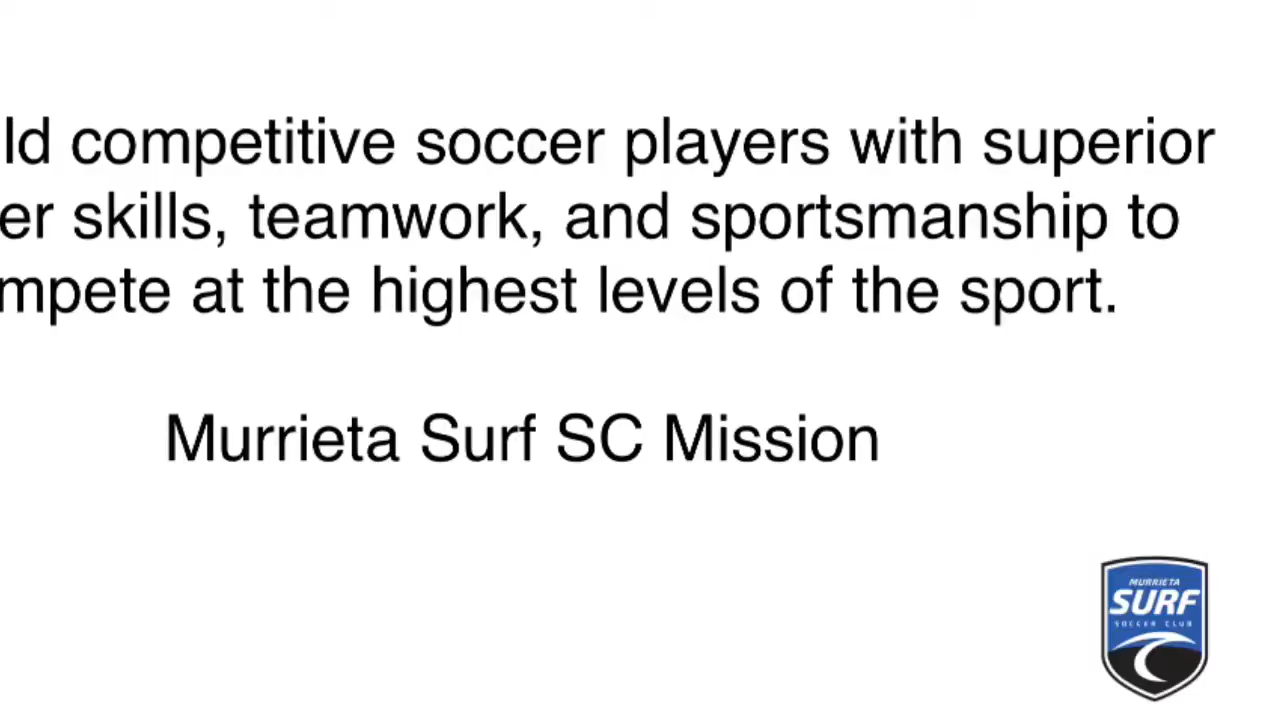 ld competitive soccer players with superior
er skills, teamwork, and sportsmanship to
mpete at the highest levels of the sport.
Murrieta Surf SC Mission
MURRIETA
SURF
SOCCER CLUB